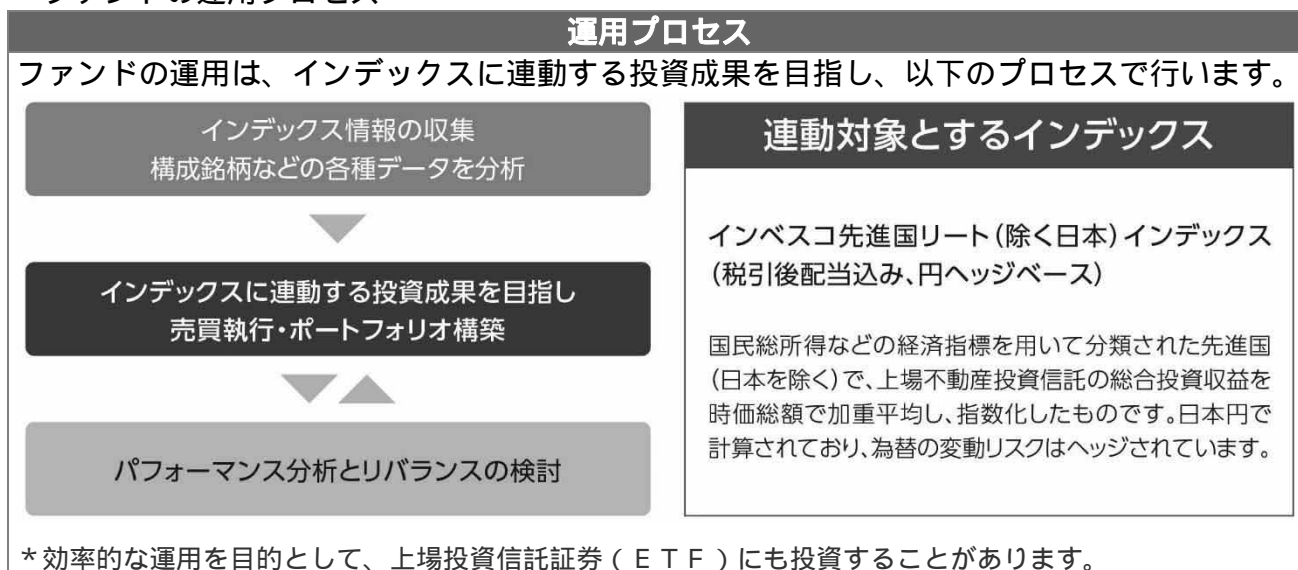 ファンドの運用プロセス
運用プロセス
ファンドの運用は、インデックスに連動する投資成果を目指し、以下のプロセスで行います。
インデックス情報の収集
構成銘柄などの各種データを分析
インデックスに連動する投資成果を目指し
売買執行・ポートフォリオ構築
パフォーマンス分析とリバランスの検討
連動対象とするインデックス
インベスコ先進国リート(除く日本)インデックス
(税引後配当込み、円ヘッジベース)
国民総所得などの経済指標を用いて分類された先進国
(日本を除く)で、上場不動産投資信託の総合投資収益を
時価総額で加重平均し、指数化したものです。日本円で
計算されており、為替の変動リスクはヘッジされています。
*効率的な運用を目的として、上場投資信託証券(ETF)にも投資することがあります。